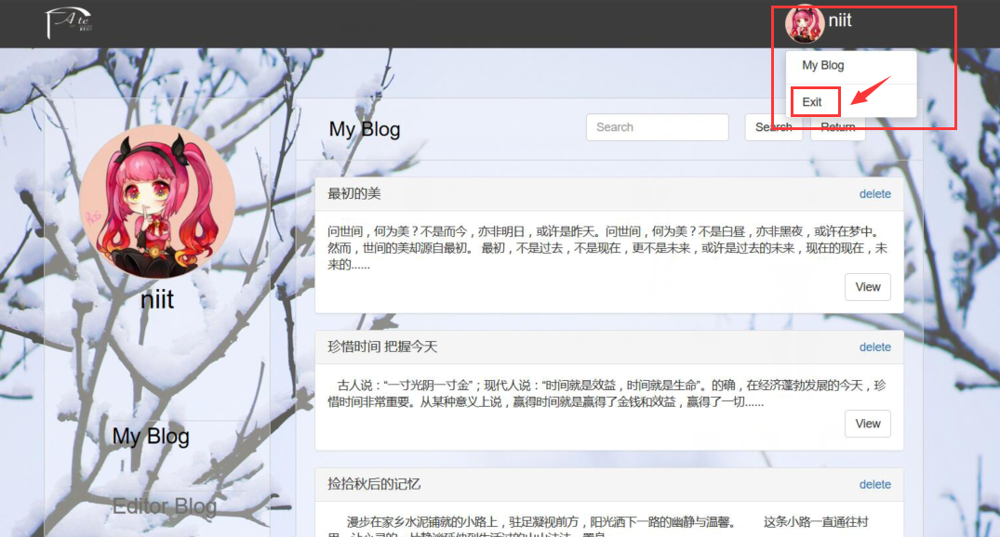 Ate
niit
My Blog
Exit
My Blog
Search
Search
Return
niit
My Blog
Editor Blog
最初的美
delete
问世间，何为美？不是而今，亦非明日，或许是昨天。问世间，何为美？不是白昼，亦非黑夜，或许在梦中。
然而，世间的美却源自最初。 最初，不是过去，不是现在，更不是未来，或许是过去的未来，现在的现在，未
来的......
View
珍惜时间 把握今天
delete
古人说：“一寸光阴一寸金”；现代人说：“时间就是效益，时间就是生命”。的确，在经济蓬勃发展的今天，珍
惜时间非常重要。从某种意义上说，赢得时间就是赢得了金钱和效益，赢得了一切......
View
捡拾秋后的记忆
delete
漫步在家乡水泥铺就的小路上，驻足凝视前方，阳光洒下一路的幽静与温馨。 这条小路一直通往村